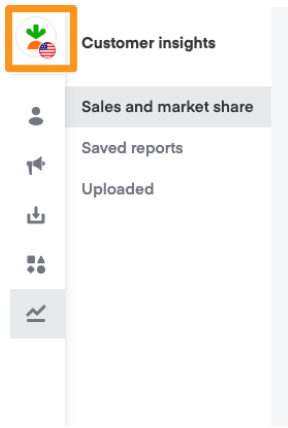 Customer insights
Sales and market share
Saved reports
Uploaded